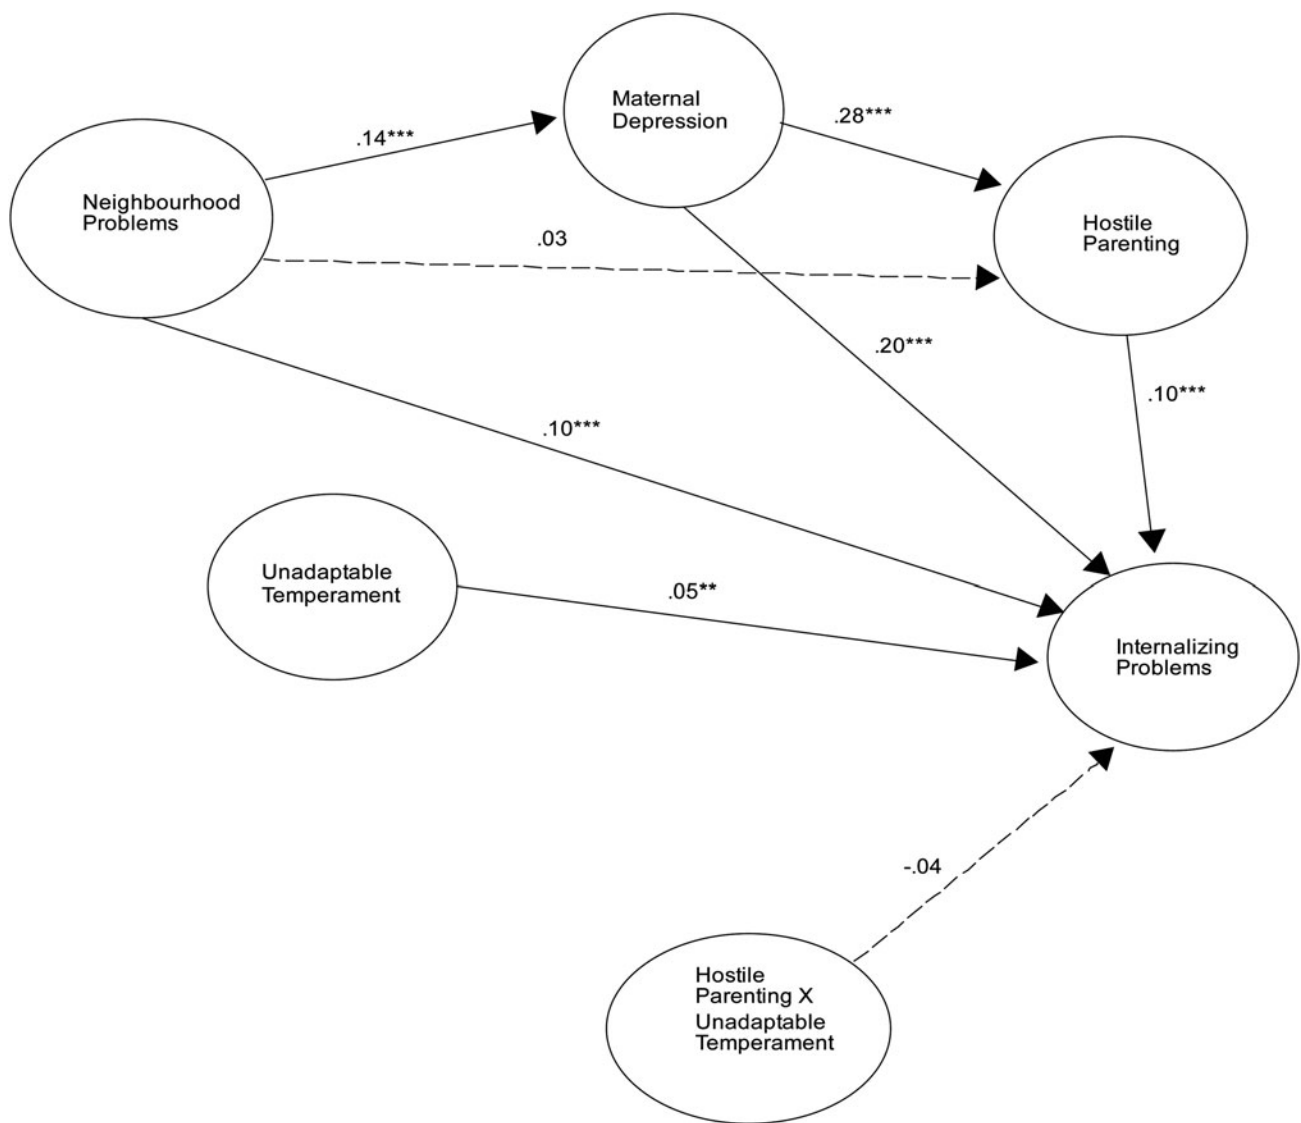 Maternal
Depression
.14***
.28***
Neighbourhood
Problems
Hostile
Parenting
.03
.20***
.10***
.10***
Unadaptable
Temperament
.05**
Internalizing
Problems
-.04
Hostile
Parenting X
Unadaptable
Temperament